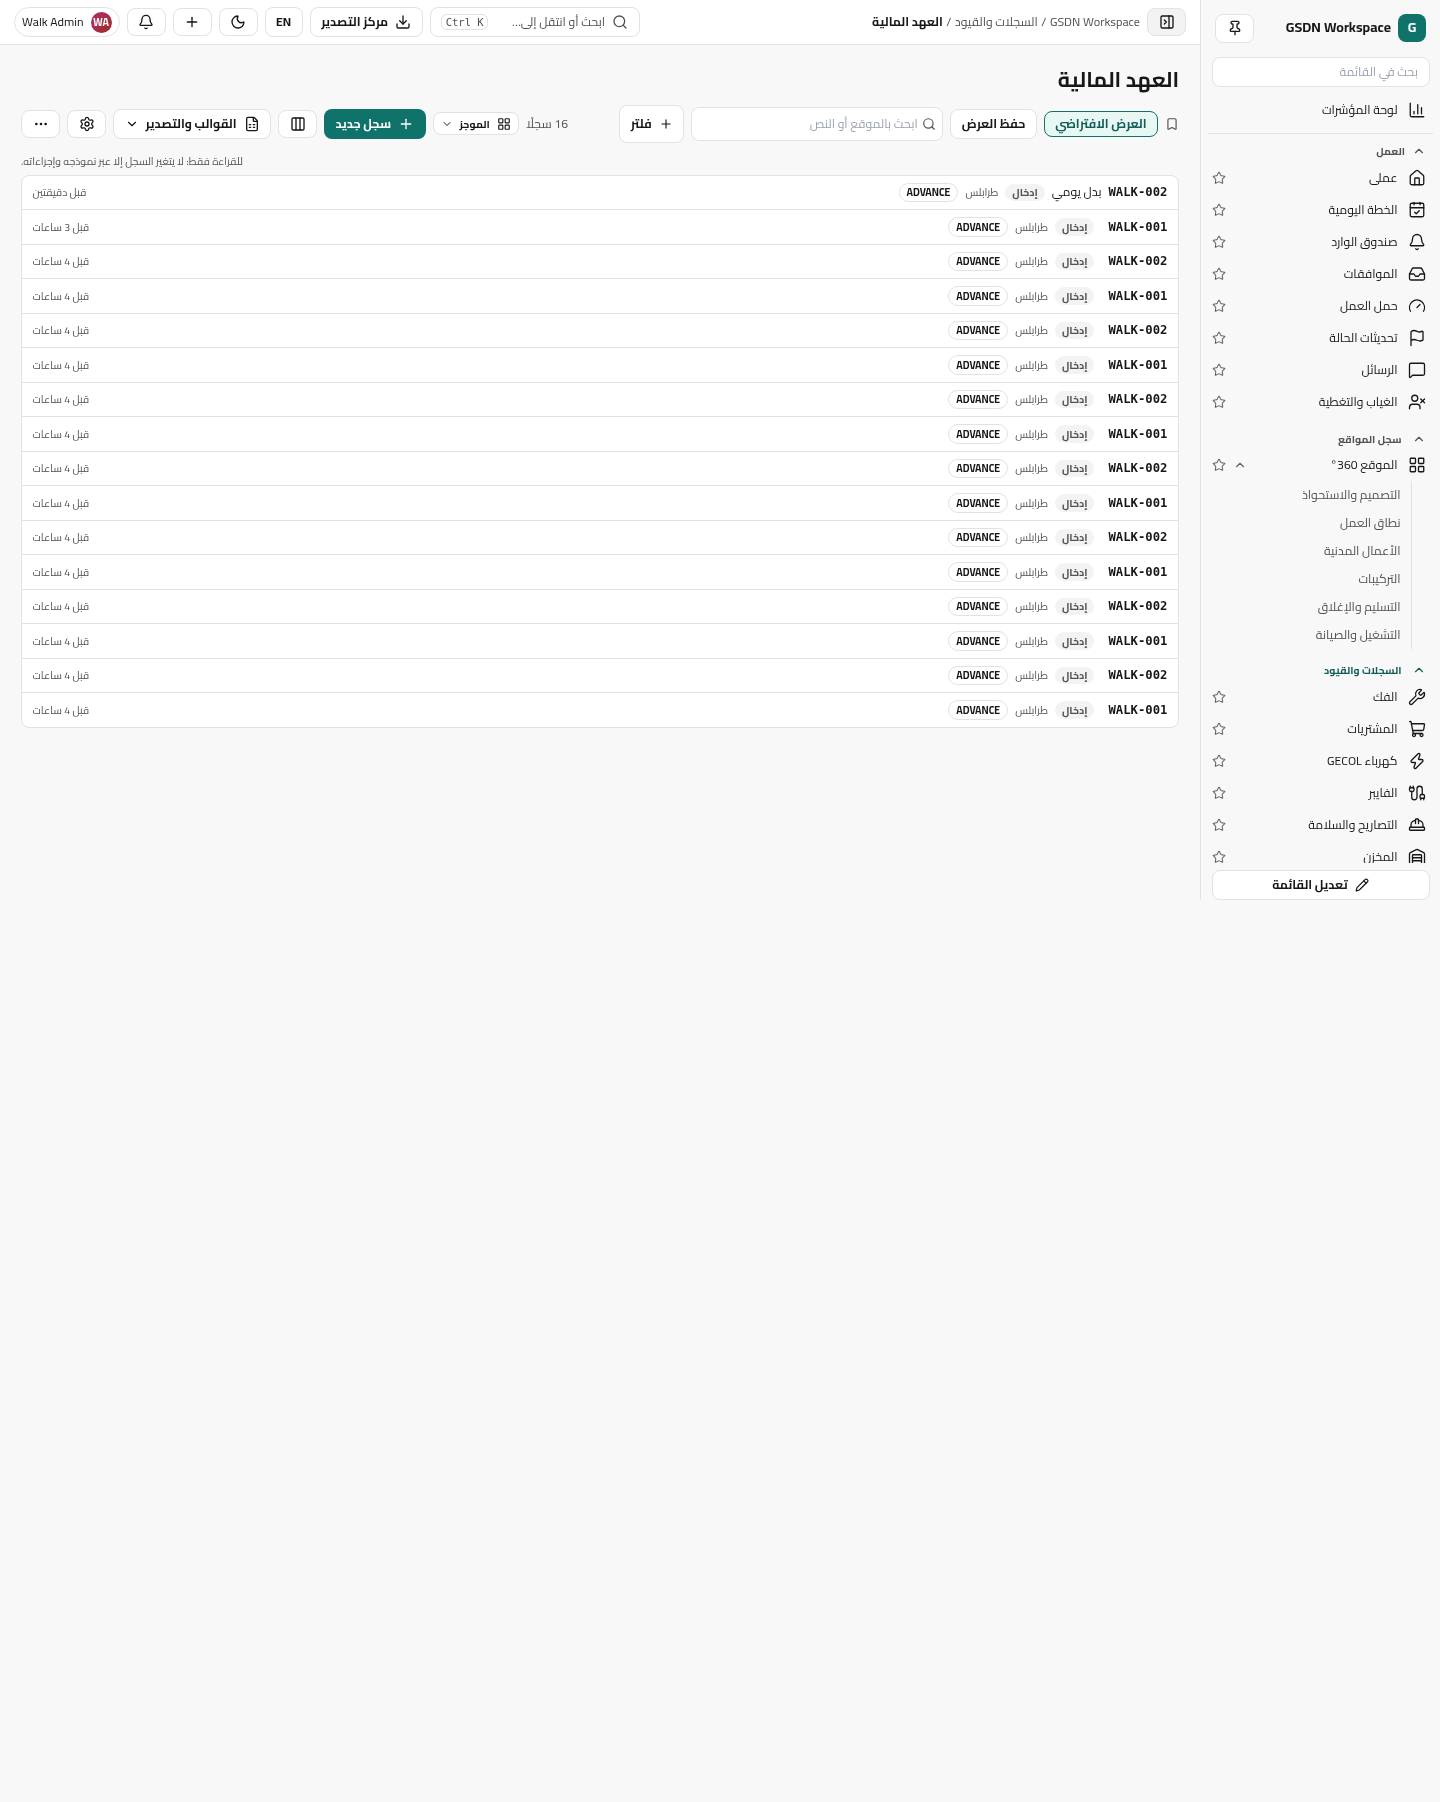 G GSDN Workspace
بحث في القائمة
لوحة المؤشرات
العمل
عملي
الخطة اليومية
صندوق الوارد
الموافقات
حمل العمل
تحديثات الحالة
الرسائل
الغياب والتغطية
سجل المواقع
الموقع 360°
التصميم والاستحواذ
نطاق العمل
الأعمال المدنية
التركيبات
التسليم والإغلاق
التشغيل والصيانة
السجلات والقيود
الفك
المشتريات
كهرباء GECOL
الفايبر
التصاريح والسلامة
المخزن
تعديل القائمة
GSDN Workspace / السجلات والقيود / العهد المالية
ابحث أو انتقل إلى... Ctrl K
مركز التصدير
EN
WA Walk Admin
العهد المالية
العرض الافتراضي
حفظ العرض
ابحث بالموقع أو النص
+ فلتر
16 سجلًا
الموجز
+ سجل جديد
القوالب والتصدير
للقراءة فقط: لا يتغير السجل إلا عبر نموذجه وإجراءاته.
WALK-002 بدل يومي إدخال طرابلس ADVANCE قبل دقيقتين
WALK-001 إدخال طرابلس ADVANCE قبل 3 ساعات
WALK-002 إدخال طرابلس ADVANCE قبل 4 ساعات
WALK-001 إدخال طرابلس ADVANCE قبل 4 ساعات
WALK-002 إدخال طرابلس ADVANCE قبل 4 ساعات
WALK-001 إدخال طرابلس ADVANCE قبل 4 ساعات
WALK-002 إدخال طرابلس ADVANCE قبل 4 ساعات
WALK-001 إدخال طرابلس ADVANCE قبل 4 ساعات
WALK-002 إدخال طرابلس ADVANCE قبل 4 ساعات
WALK-001 إدخال طرابلس ADVANCE قبل 4 ساعات
WALK-002 إدخال طرابلس ADVANCE قبل 4 ساعات
WALK-001 إدخال طرابلس ADVANCE قبل 4 ساعات
WALK-002 إدخال طرابلس ADVANCE قبل 4 ساعات
WALK-001 إدخال طرابلس ADVANCE قبل 4 ساعات
WALK-002 إدخال طرابلس ADVANCE قبل 4 ساعات
WALK-001 إدخال طرابلس ADVANCE قبل 4 ساعات